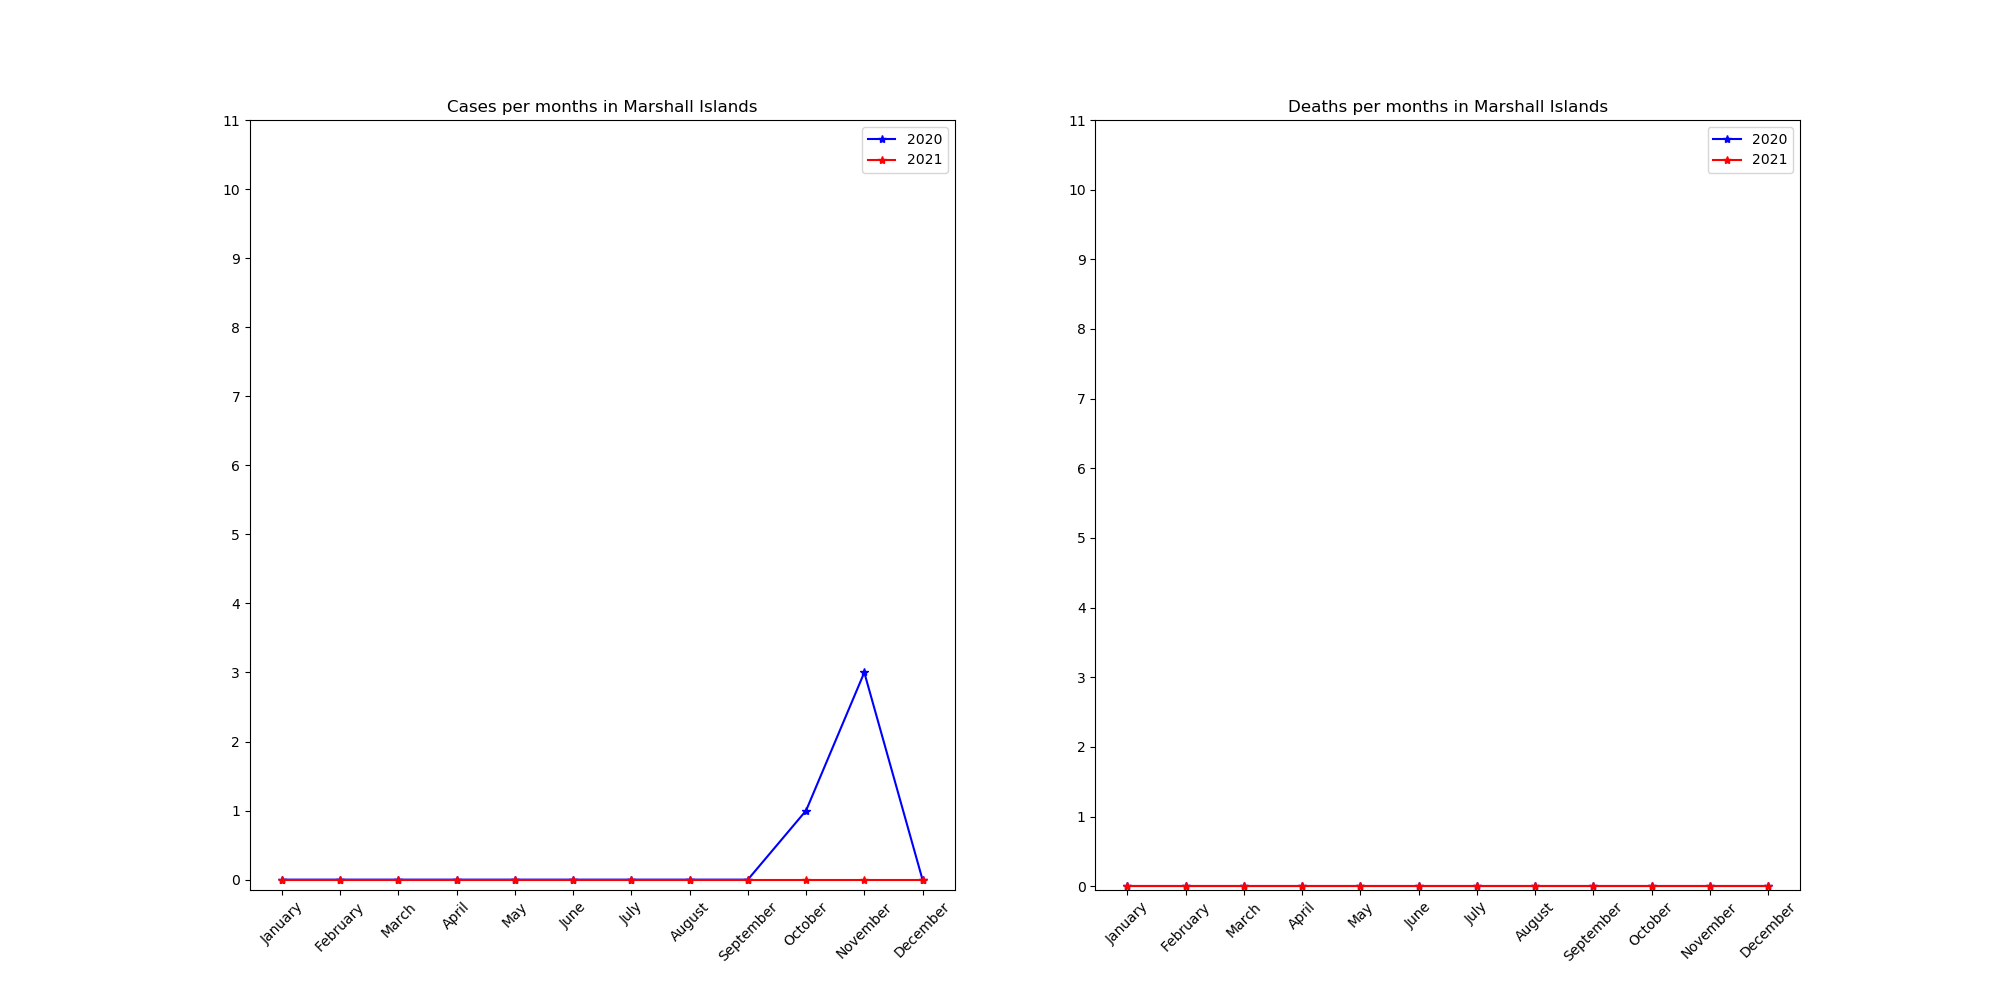 Cases per months in Marshall Islands
2020
2021
11
10
9
8
7
6
5
4
3
2
1
0
January
February
March
April
May
June
July
August
September
October
November
December
Deaths per months in Marshall Islands
2020
2021
11
10
9
8
7
6
5
4
3
2
1
0
January
February
March
April
May
June
July
August
September
October
November
December